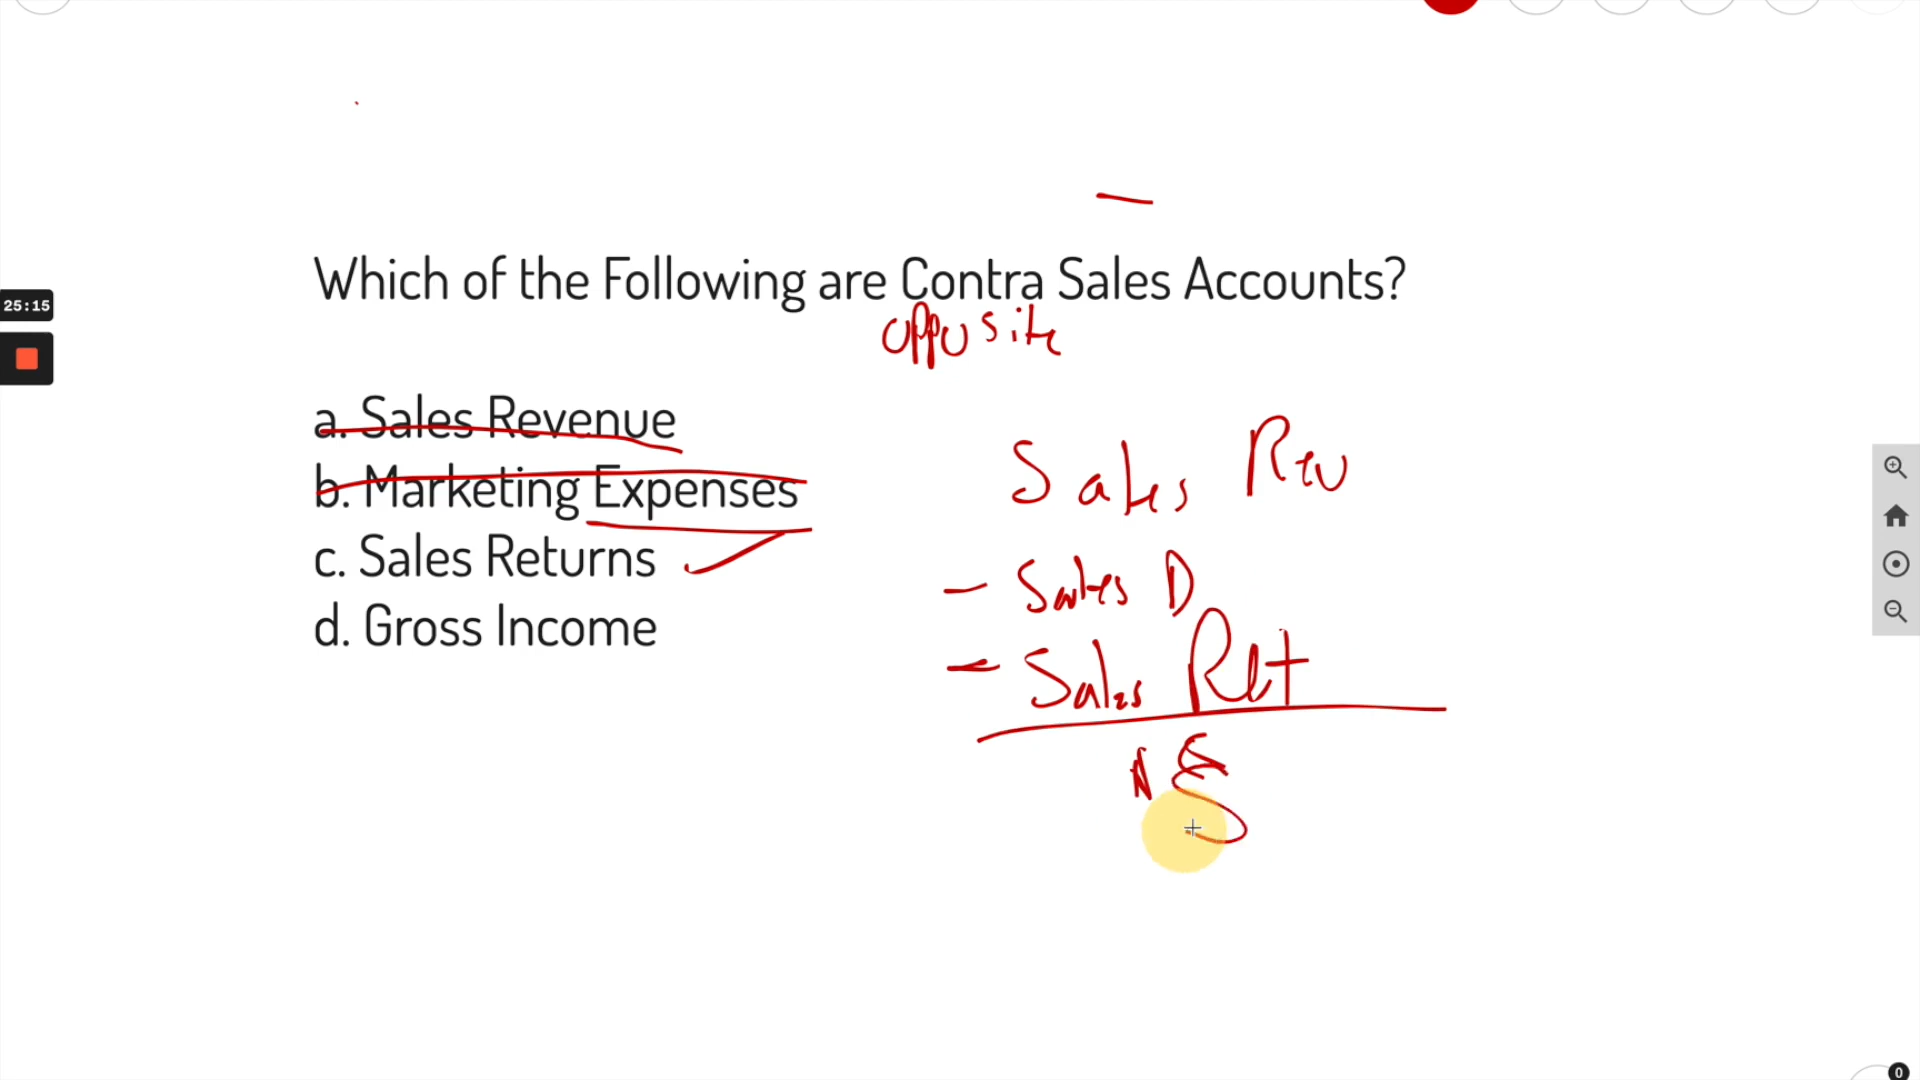 25:15
Which of the Following are Contra Sales Accounts?
opposite
a. Sales Revenue
b. Marketing Expenses
c. Sales Returns
d. Gross Income
Sales Rev
- Sales D
- Sales Ret
N S
0